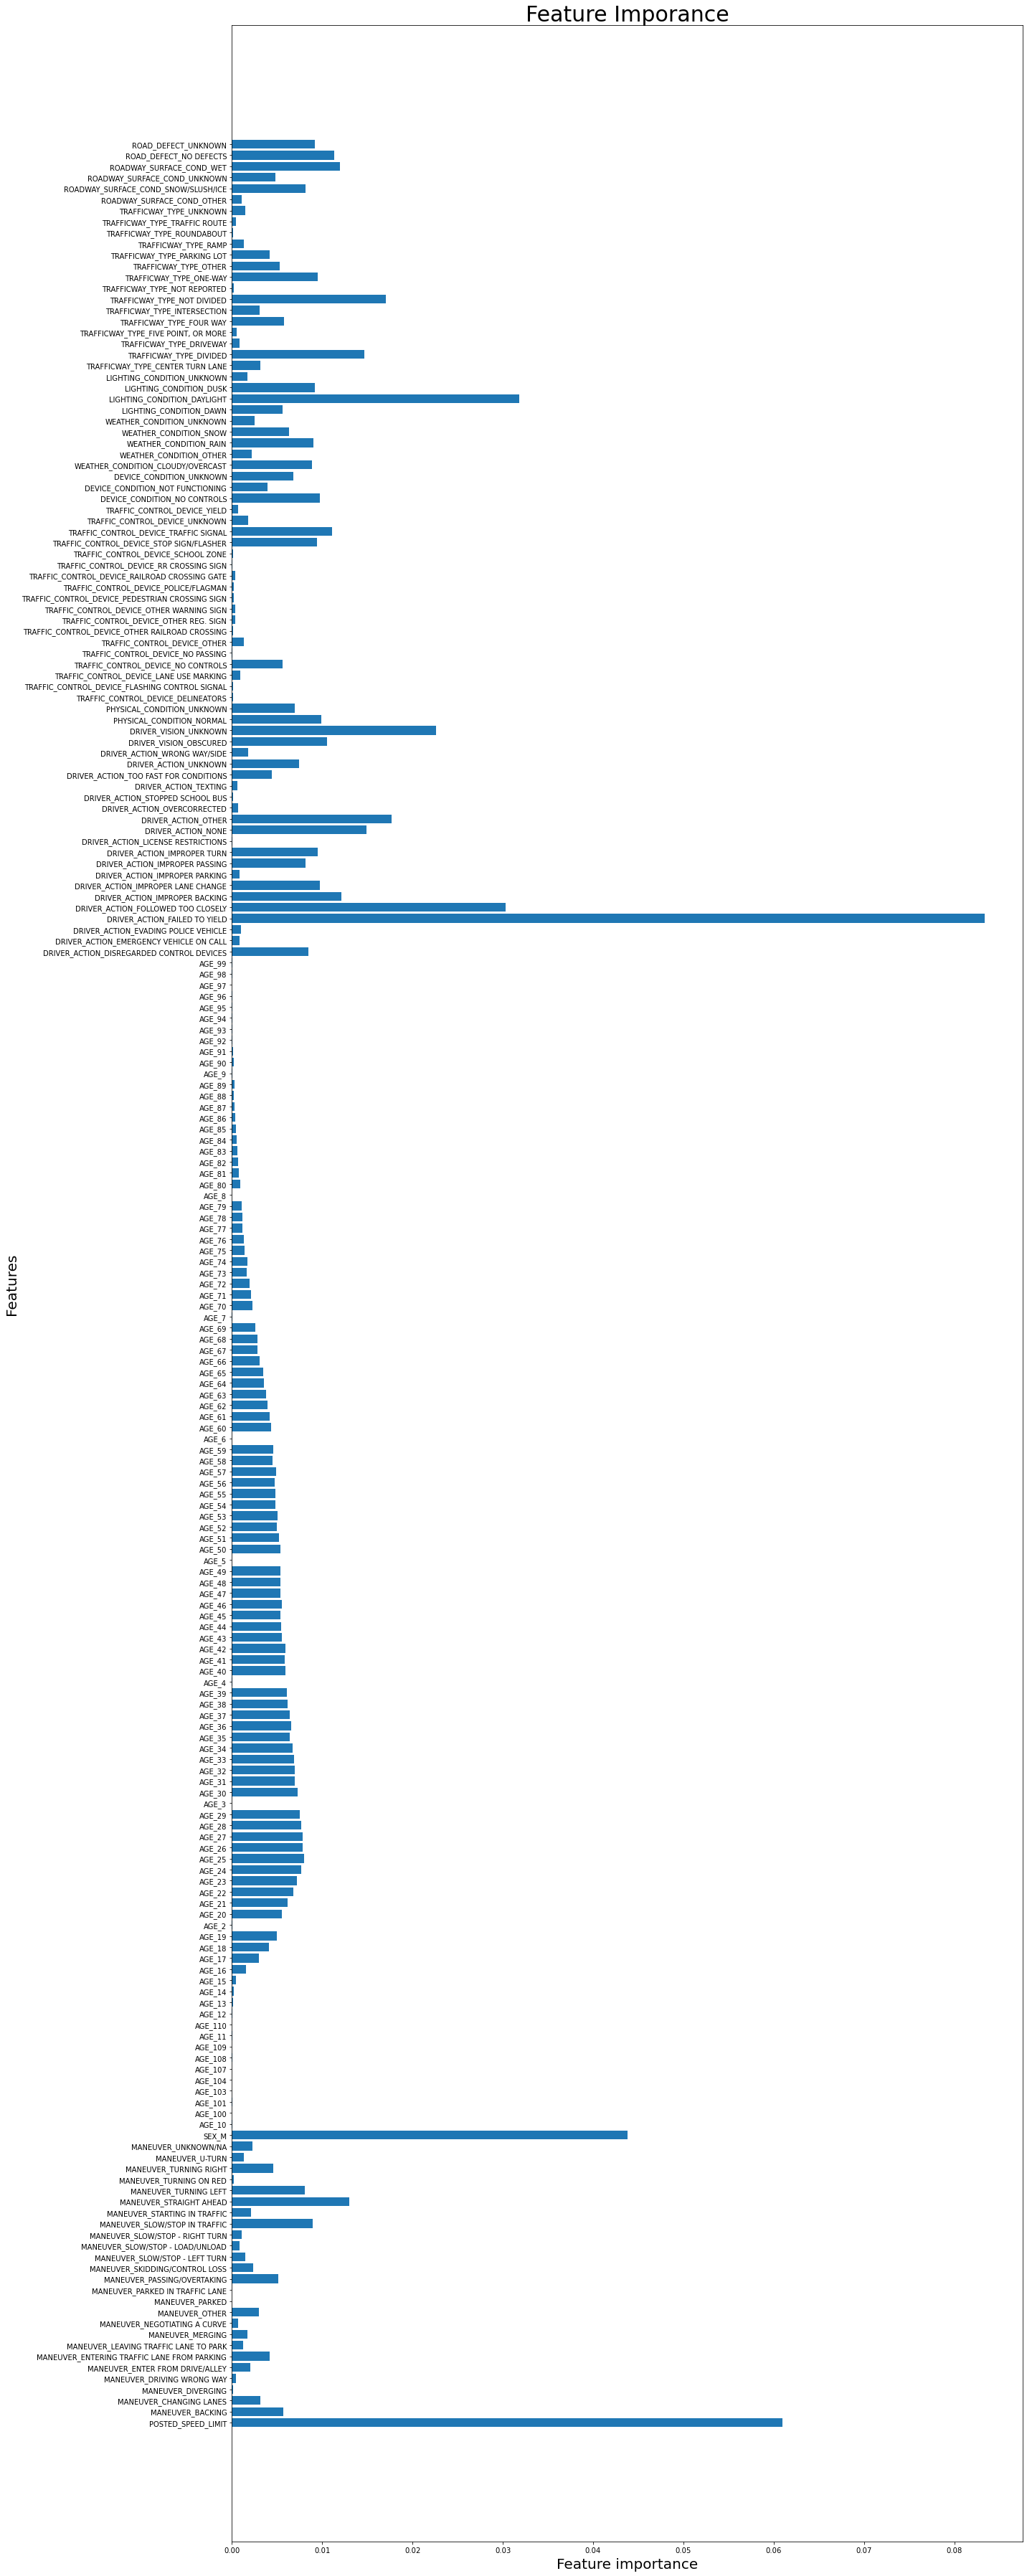 Feature Imporance
ROAD_DEFECT_UNKNOWN
ROAD_DEFECT_NO DEFECTS
ROADWAY_SURFACE_COND_WET
ROADWAY_SURFACE_COND_UNKNOWN
ROADWAY_SURFACE_COND_SNOW/SLUSH/ICE
ROADWAY_SURFACE_COND_OTHER
TRAFFICWAY_TYPE_UNKNOWN
TRAFFICWAY_TYPE_TRAFFIC ROUTE
TRAFFICWAY_TYPE_ROUNDABOUT
TRAFFICWAY_TYPE_RAMP
TRAFFICWAY_TYPE_PARKING LOT
TRAFFICWAY_TYPE_OTHER
TRAFFICWAY_TYPE_ONE-WAY
TRAFFICWAY_TYPE_NOT REPORTED
TRAFFICWAY_TYPE_NOT DIVIDED
TRAFFICWAY_TYPE_INTERSECTION
TRAFFICWAY_TYPE_FOUR WAY
TRAFFICWAY_TYPE_FIVE POINT, OR MORE
TRAFFICWAY_TYPE_DRIVEWAY
TRAFFICWAY_TYPE_DIVIDED
TRAFFICWAY_TYPE_CENTER TURN LANE
LIGHTING_CONDITION_UNKNOWN
LIGHTING_CONDITION_DUSK
LIGHTING_CONDITION_DAYLIGHT
LIGHTING_CONDITION_DAWN
WEATHER_CONDITION_UNKNOWN
WEATHER_CONDITION_SNOW
WEATHER_CONDITION_RAIN
WEATHER_CONDITION_OTHER
WEATHER_CONDITION_CLOUDY/OVERCAST
DEVICE_CONDITION_UNKNOWN
DEVICE_CONDITION_NOT FUNCTIONING
DEVICE_CONDITION_NO CONTROLS
TRAFFIC_CONTROL_DEVICE_YIELD
TRAFFIC_CONTROL_DEVICE_UNKNOWN
TRAFFIC_CONTROL_DEVICE_TRAFFIC SIGNAL
TRAFFIC_CONTROL_DEVICE_STOP SIGN/FLASHER
TRAFFIC_CONTROL_DEVICE_SCHOOL ZONE
TRAFFIC_CONTROL_DEVICE_RR CROSSING SIGN
TRAFFIC_CONTROL_DEVICE_RAILROAD CROSSING GATE
TRAFFIC_CONTROL_DEVICE_POLICE/FLAGMAN
TRAFFIC_CONTROL_DEVICE_PEDESTRIAN CROSSING SIGN
TRAFFIC_CONTROL_DEVICE_OTHER WARNING SIGN
TRAFFIC_CONTROL_DEVICE_OTHER REG. SIGN
TRAFFIC_CONTROL_DEVICE_OTHER RAILROAD CROSSING
TRAFFIC_CONTROL_DEVICE_OTHER
TRAFFIC_CONTROL_DEVICE_NO PASSING
TRAFFIC_CONTROL_DEVICE_NO CONTROLS
TRAFFIC_CONTROL_DEVICE_LANE USE MARKING
TRAFFIC_CONTROL_DEVICE_FLASHING CONTROL SIGNAL
TRAFFIC_CONTROL_DEVICE_DELINEATORS
PHYSICAL_CONDITION_UNKNOWN
PHYSICAL_CONDITION_NORMAL
DRIVER_VISION_UNKNOWN
DRIVER_VISION_OBSCURED
DRIVER_ACTION_WRONG WAY/SIDE
DRIVER_ACTION_UNKNOWN
DRIVER_ACTION_TOO FAST FOR CONDITIONS
DRIVER_ACTION_TEXTING
DRIVER_ACTION_STOPPED SCHOOL BUS
DRIVER_ACTION_OVERCORRECTED
DRIVER_ACTION_OTHER
DRIVER_ACTION_NONE
DRIVER_ACTION_LICENSE RESTRICTIONS
DRIVER_ACTION_IMPROPER TURN
DRIVER_ACTION_IMPROPER PASSING
DRIVER_ACTION_IMPROPER PARKING
DRIVER_ACTION_IMPROPER LANE CHANGE
DRIVER_ACTION_IMPROPER BACKING
DRIVER_ACTION_FOLLOWED TOO CLOSELY
DRIVER_ACTION_FAILED TO YIELD
DRIVER_ACTION_EVADING POLICE VEHICLE
DRIVER_ACTION_EMERGENCY VEHICLE ON CALL
DRIVER_ACTION_DISREGARDED CONTROL DEVICES
AGE_99
AGE_98
AGE_97
AGE_96
AGE_95
AGE_94
AGE_93
AGE_92
AGE_91
AGE_90
AGE_9
AGE_89
AGE_88
AGE_87
AGE_86
AGE_85
AGE_84
AGE_83
AGE_82
AGE_81
AGE_80
AGE_8
AGE_79
AGE_78
AGE_77
AGE_76
AGE_75
AGE_74
AGE_73
AGE_72
AGE_71
AGE_70
AGE_7
AGE_69
AGE_68
AGE_67
AGE_66
AGE_65
AGE_64
AGE_63
AGE_62
AGE_61
AGE_60
AGE_6
AGE_59
AGE_58
AGE_57
AGE_56
AGE_55
AGE_54
AGE_53
AGE_52
AGE_51
AGE_50
AGE_5
AGE_49
AGE_48
AGE_47
AGE_46
AGE_45
AGE_44
AGE_43
AGE_42
AGE_41
AGE_40
AGE_4
AGE_39
AGE_38
AGE_37
AGE_36
AGE_35
AGE_34
AGE_33
AGE_32
AGE_31
AGE_30
AGE_3
AGE_29
AGE_28
AGE_27
AGE_26
AGE_25
AGE_24
AGE_23
AGE_22
AGE_21
AGE_20
AGE_2
AGE_19
AGE_18
AGE_17
AGE_16
AGE_15
AGE_14
AGE_13
AGE_12
AGE_110
AGE_11
AGE_109
AGE_108
AGE_107
AGE_104
AGE_103
AGE_101
AGE_100
AGE_10
SEX_M
MANEUVER_UNKNOWN/NA
MANEUVER_U-TURN
MANEUVER_TURNING RIGHT
MANEUVER_TURNING ON RED
MANEUVER_TURNING LEFT
MANEUVER_STRAIGHT AHEAD
MANEUVER_STARTING IN TRAFFIC
MANEUVER_SLOW/STOP IN TRAFFIC
MANEUVER_SLOW/STOP - RIGHT TURN
MANEUVER_SLOW/STOP - LOAD/UNLOAD
MANEUVER_SLOW/STOP - LEFT TURN
MANEUVER_SKIDDING/CONTROL LOSS
MANEUVER_PASSING/OVERTAKING
MANEUVER_PARKED IN TRAFFIC LANE
MANEUVER_PARKED
MANEUVER_OTHER
MANEUVER_NEGOTIATING A CURVE
MANEUVER_MERGING
MANEUVER_LEAVING TRAFFIC LANE TO PARK
MANEUVER_ENTERING TRAFFIC LANE FROM PARKING
MANEUVER_ENTER FROM DRIVE/ALLEY
MANEUVER_DRIVING WRONG WAY
MANEUVER_DIVERGING
MANEUVER_CHANGING LANES
MANEUVER_BACKING
POSTED_SPEED_LIMIT
Features
0.00 0.01 0.02 0.03 0.04 0.05 0.06 0.07 0.08
Feature importance